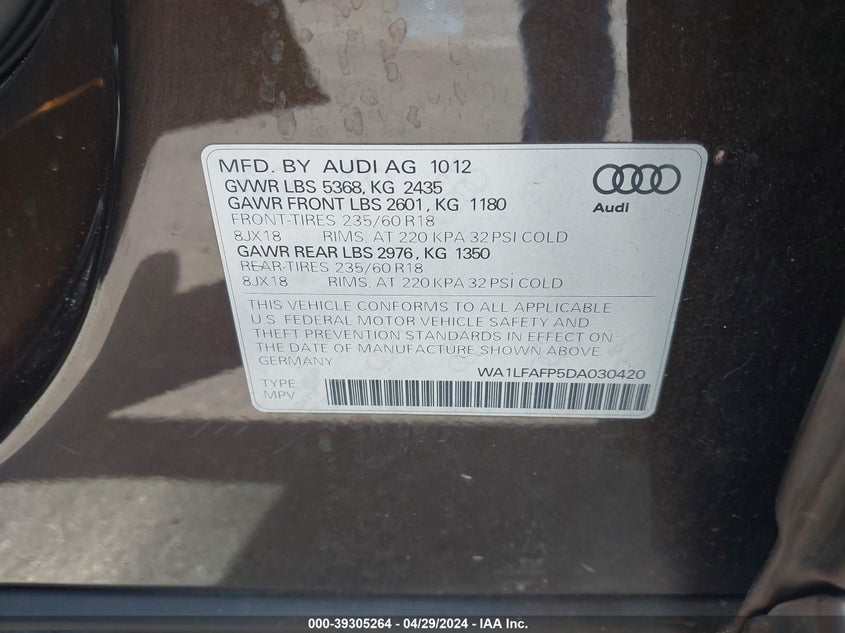 MFD. BY AUDI AG 10 12
GVWR LBS 5368, KG 2435
GAWR FRONT LBS 2601, KG 1180
FRONT-TIRES 235/60 R18
8JX18 RIMS, AT 220 KPA 32 PSI COLD
GAWR REAR LBS 2976, KG 1350
REAR-TIRES 235/60 R18
8JX18 RIMS, AT 220 KPA 32 PSI COLD
Audi
THIS VEHICLE CONFORMS TO ALL APPLICABLE
U.S. FEDERAL MOTOR VEHICLE SAFETY AND
THEFT PREVENTION STANDARDS IN EFFECT ON
THE DATE OF MANUFACTURE SHOWN ABOVE
GERMANY
WA1LFAFP5DA030420
TYPE
MPV
000-39305264 - 04/29/2024 - IAA Inc.